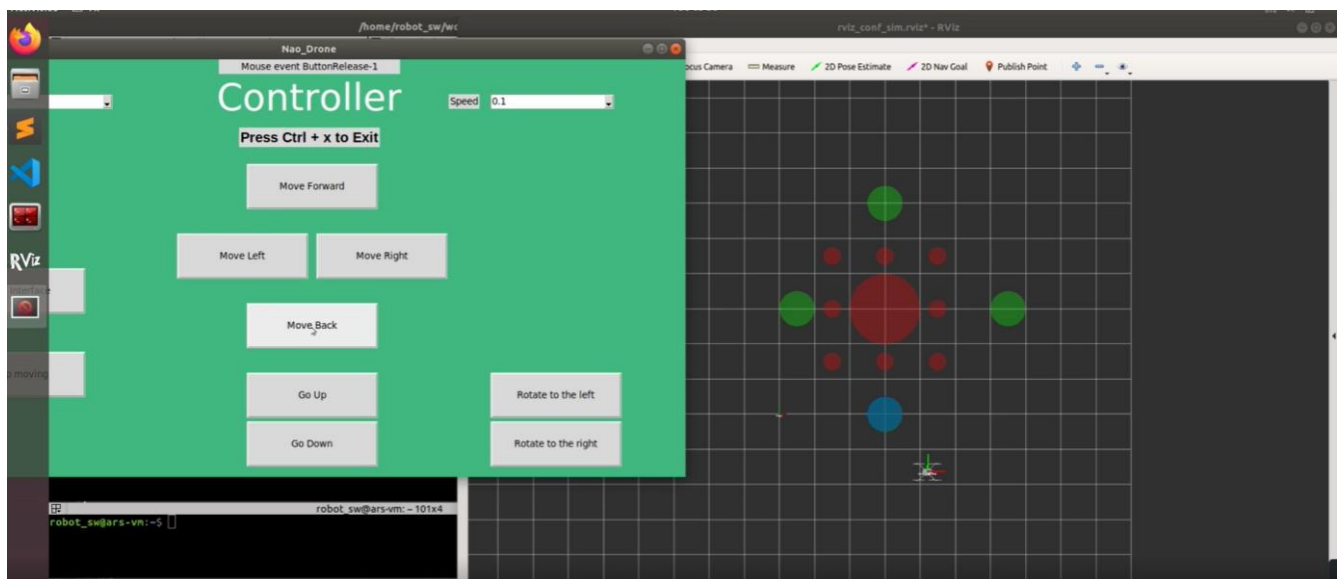 /home/robot_sw/wo
rviz_conf_sim.rviz* - RViz
Nao_Drone
Mouse event ButtonRelease-1
Controller
Speed 0.1
Press Ctrl + x to Exit
ocus Camera Measure 2D Pose Estimate 2D Nav Goal Publish Point
Move Forward
Move Left Move Right
RViz
Interface
Move Back
o moving
Go Up Rotate to the left
Go Down Rotate to the right
robot_sw@ars-vm: ~ 101x4
robot_sw@ars-vm:~$